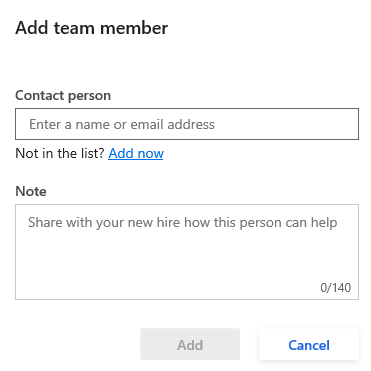 Add team member
Contact person
Enter a name or email address
Not in the list? Add now
Note
Share with your new hire how this person can help
0/140
Add Cancel